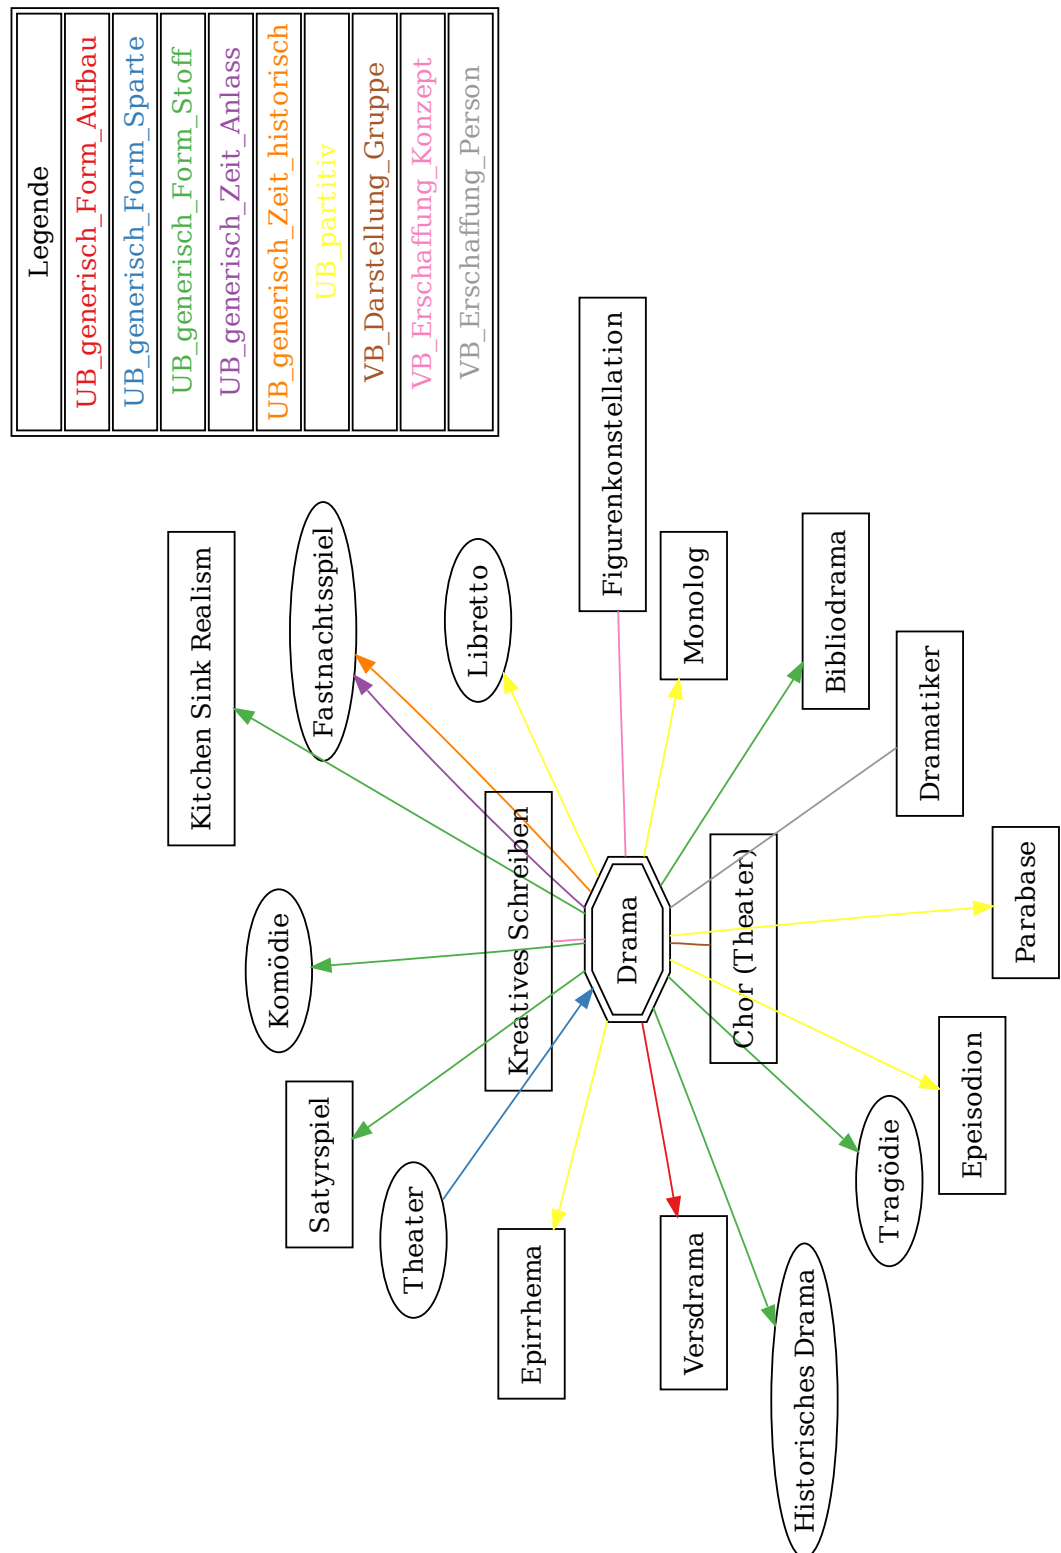 Legende
UB_generisch_Form_Aufbau
UB_generisch_Form_Sparte
UB_generisch_Form_Stoff
UB_generisch_Zeit_Anlass
UB_generisch_Zeit_historisch
UB_partitiv
VB_Darstellung_Gruppe
VB_Erschaffung_Konzept
VB_Erschaffung_Person
Kitchen Sink Realism
Fastnachtsspiel
Libretto
Figurenkonstellation
Monolog
Bibliodrama
Dramatiker
Komödie
Kreatives Schreiben
Drama
Chor (Theater)
Parabase
Satyrspiel
Theater
Epirrhema
Versdrama
Historisches Drama
Tragödie
Epeisodion